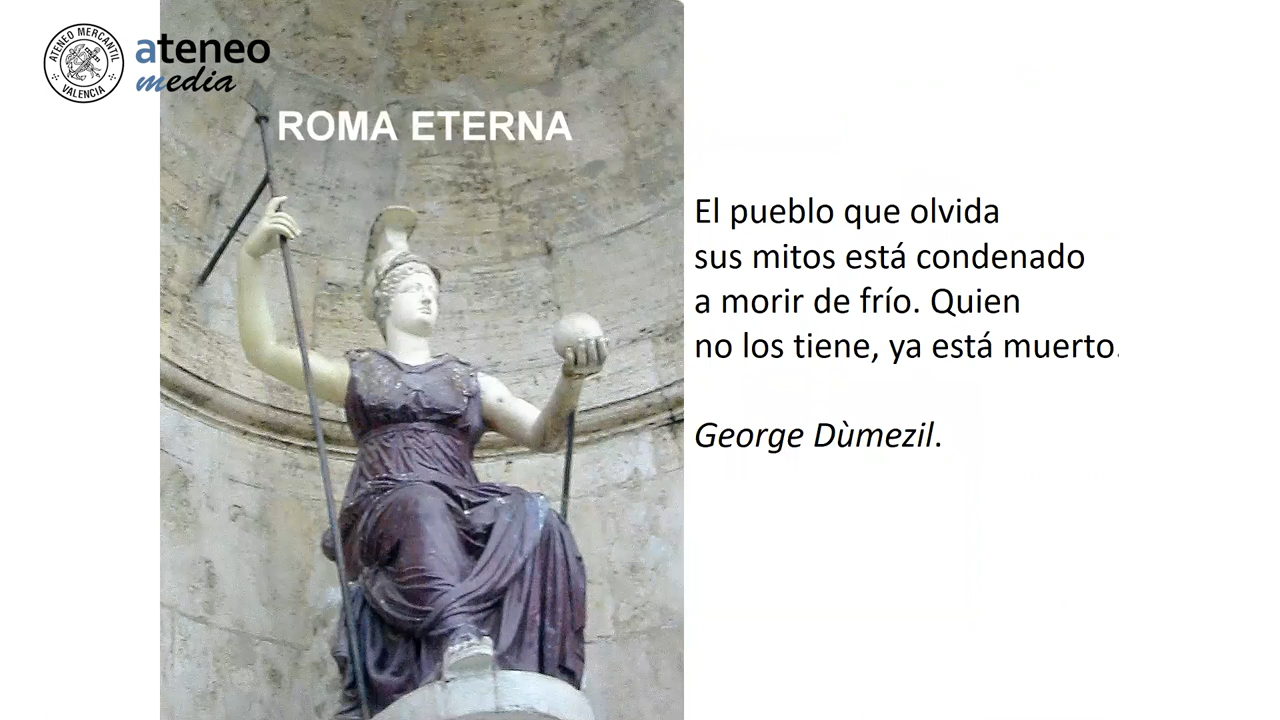 ATENEO MERCANTIL
VALENCIA
ateneo
media
ROMA ETERNA
El pueblo que olvida
sus mitos está condenado
a morir de frío. Quien
no los tiene, ya está muerto.
George Dùmezil.